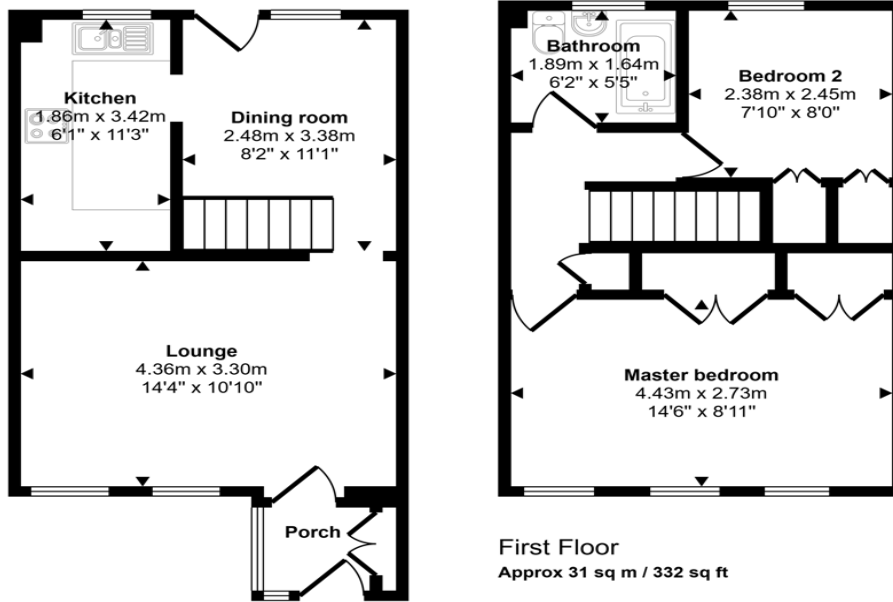 Kitchen
1.86m x 3.42m
6'1" x 11'3"
Dining room
2.48m x 3.38m
8'2" x 11'1"
Lounge
4.36m x 3.30m
14'4" x 10'10"
Porch
Bathroom
1.89m x 1.64m
6'2" x 5'5"
Bedroom 2
2.38m x 2.45m
7'10" x 8'0"
Master bedroom
4.43m x 2.73m
14'6" x 8'11"
First Floor
Approx 31 sq m / 332 sq ft